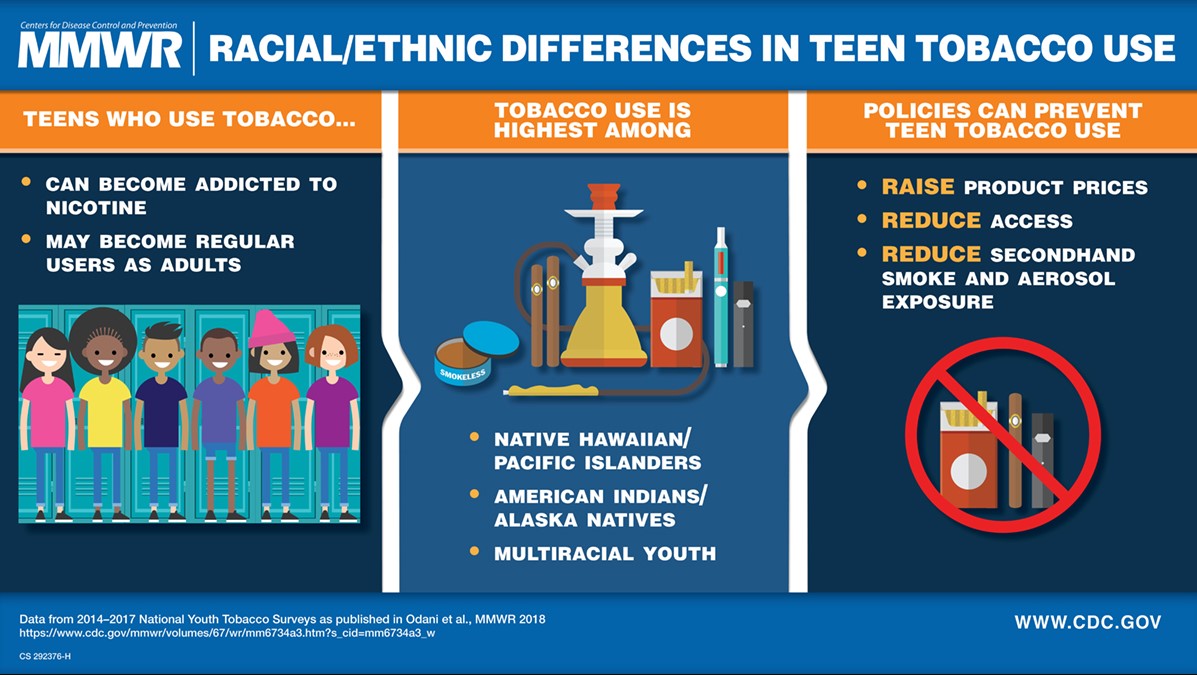 Centers for Disease Control and Prevention
MMWR
RACIAL/ETHNIC DIFFERENCES IN TEEN TOBACCO USE
TEENS WHO USE TOBACCO...
• CAN BECOME ADDICTED TO
NICOTINE
• MAY BECOME REGULAR
USERS AS ADULTS
TOBACCO USE IS
HIGHEST AMONG
SMOKELESS
• NATIVE HAWAIIAN/
PACIFIC ISLANDERS
• AMERICAN INDIANS/
ALASKA NATIVES
• MULTIRACIAL YOUTH
POLICIES CAN PREVENT
TEEN TOBACCO USE
• RAISE PRODUCT PRICES
• REDUCE ACCESS
• REDUCE SECONDHAND
SMOKE AND AEROSOL
EXPOSURE
Data from 2014–2017 National Youth Tobacco Surveys as published in Odani et al., MMWR 2018
https://www.cdc.gov/mmwr/volumes/67/wr/mm6734a3.htm?s_cid=mm6734a3_w
CS 292376-H
WWW.CDC.GOV